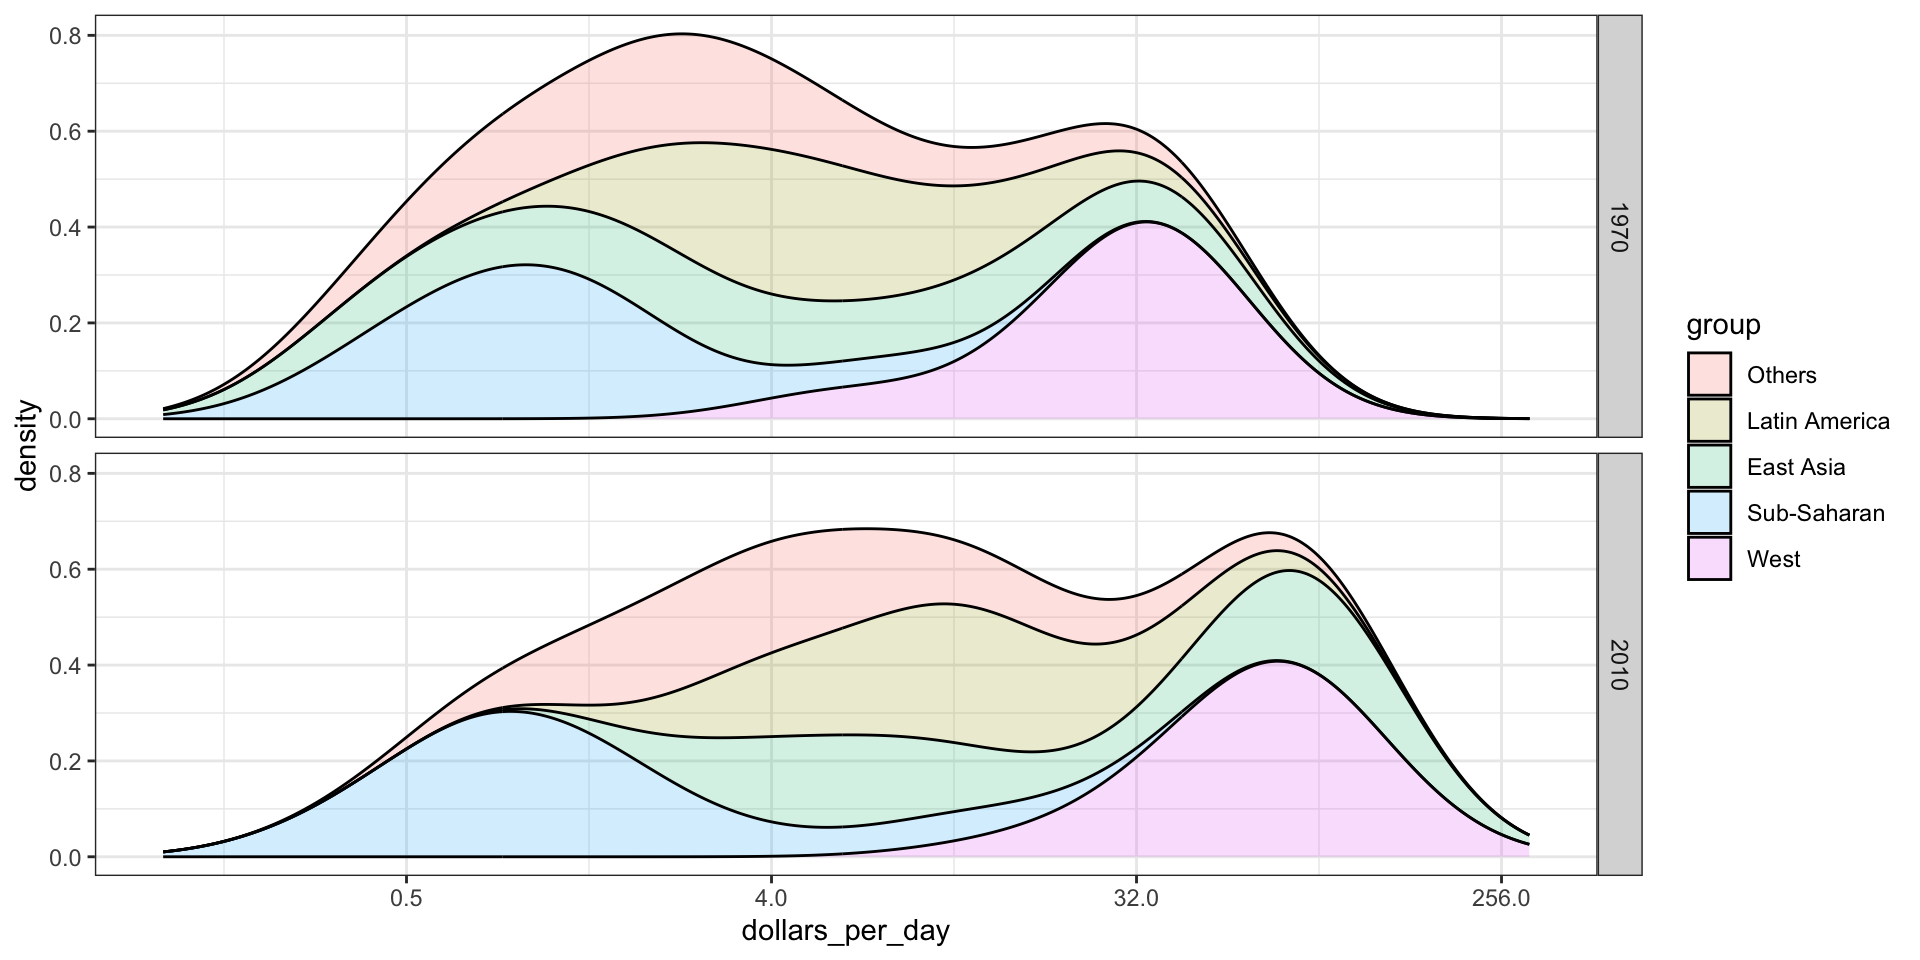 density
0.8
0.6
0.4
0.2
0.0
1970
0.8
0.6
0.4
0.2
0.0
2010
0.5
4.0
32.0
256.0
dollars_per_day
group
Others
Latin America
East Asia
Sub-Saharan
West